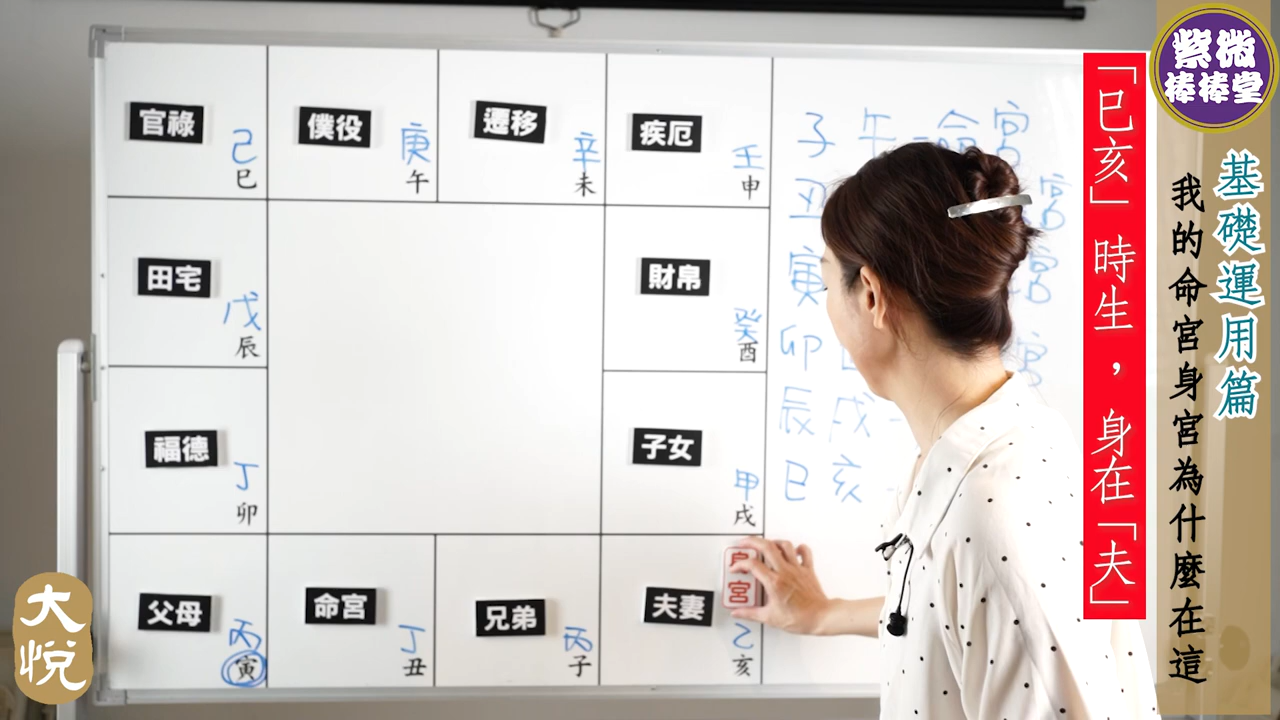 官祿
己
巳
僕役
庚
午
遷移
辛
未
疾厄
壬
申
田宅
戊
辰
財帛
癸
酉
福德
丁
卯
子女
甲
戌
父母
丙
寅
命宮
丁
丑
兄弟
丙
子
夫妻
乙
亥
宮
子 午 - 命宮
丑 宮
寅 宮
卯 宮
辰 戌
巳 亥
「巳亥」時生，身在「夫」
紫微
棒棒堂
基礎運用篇
我的命宮身宮為什麼在這
大悅